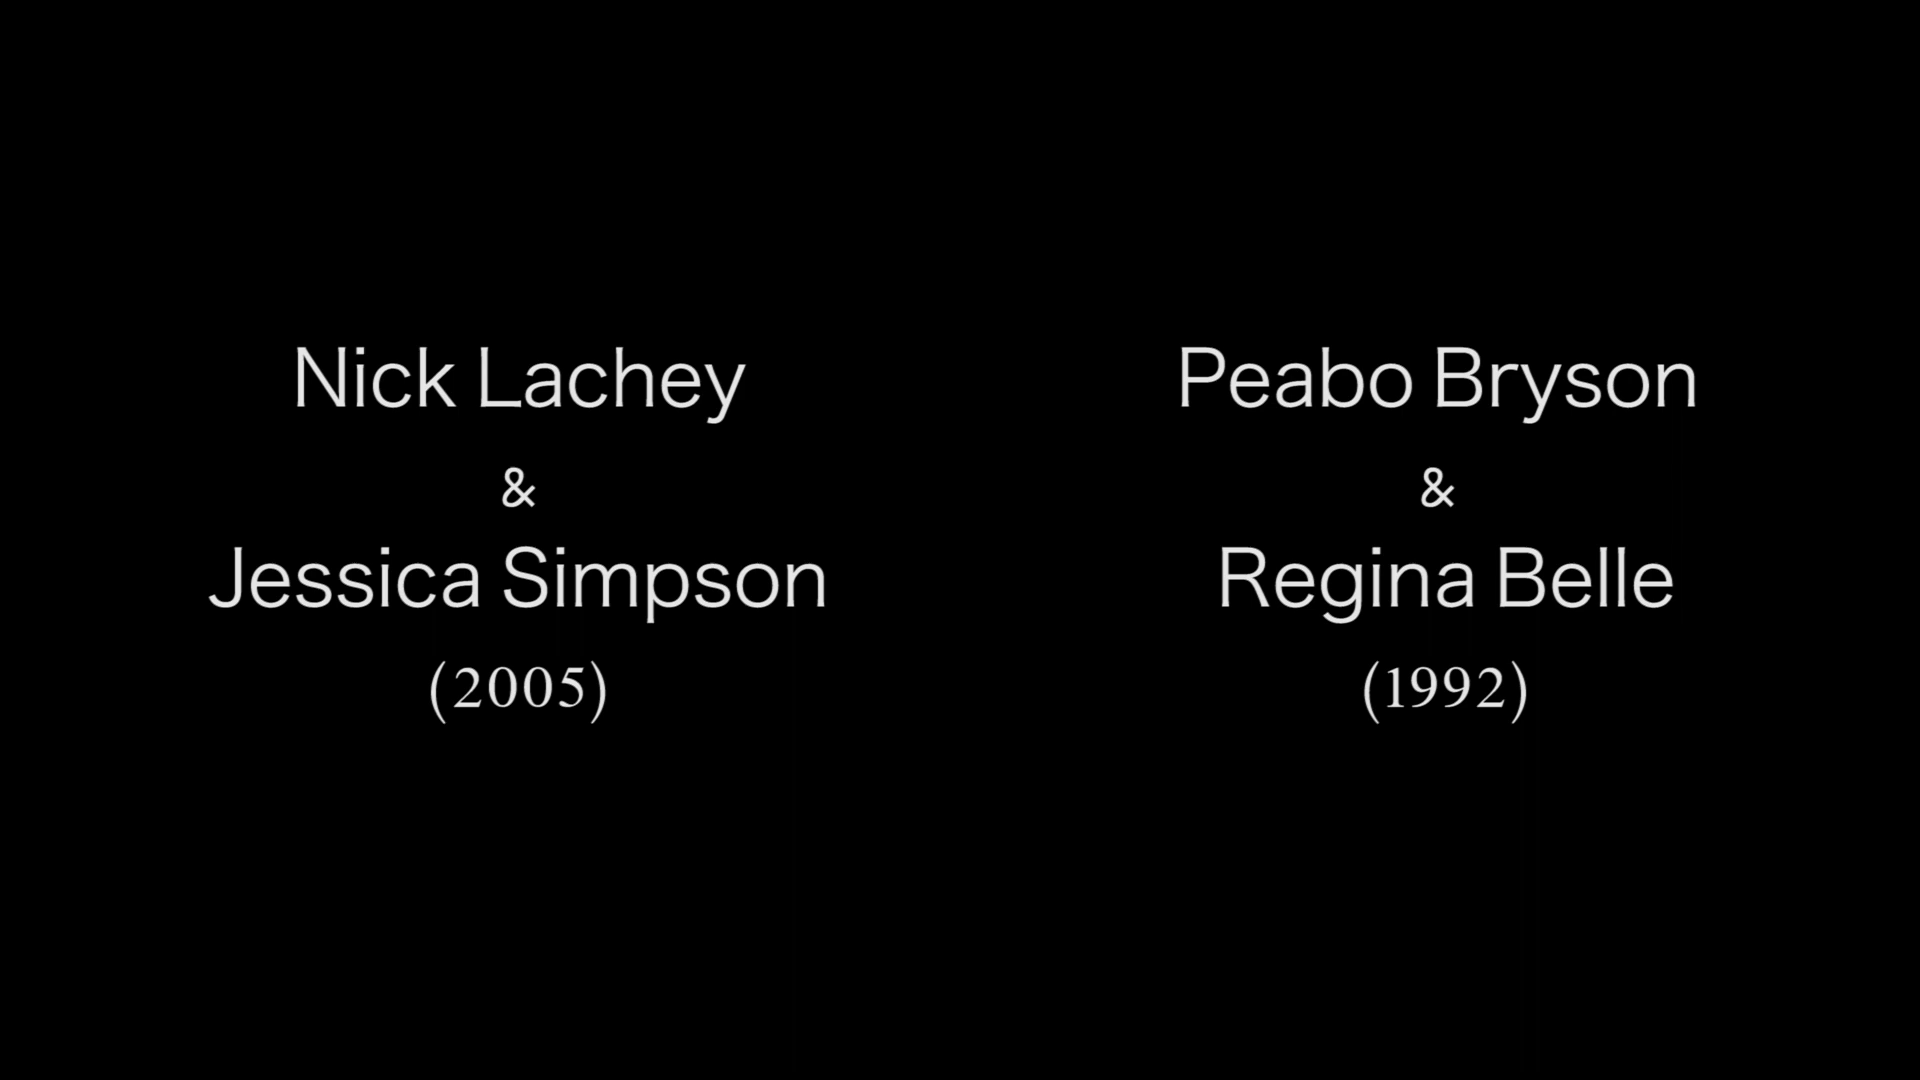 Nick Lachey
&
Jessica Simpson
(2005)
Peabo Bryson
&
Regina Belle
(1992)